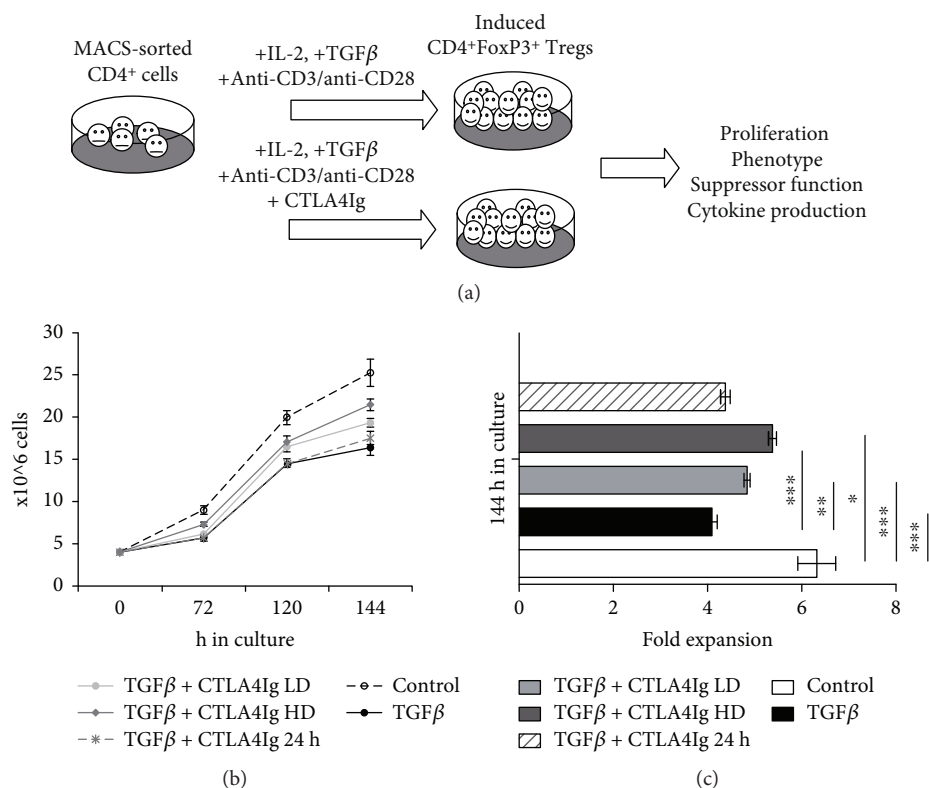 MACS-sorted
CD4⁺ cells
+IL-2, +TGFβ
+Anti-CD3/anti-CD28
Induced
CD4⁺FoxP3⁺ Tregs
+IL-2, +TGFβ
+Anti-CD3/anti-CD28
+ CTLA4Ig
Proliferation
Phenotype
Suppressor function
Cytokine production
(a)
x10^6 cells
30
25
20
15
10
5
0
0 72 120 144
h in culture
TGFβ + CTLA4Ig LD
TGFβ + CTLA4Ig HD
TGFβ + CTLA4Ig 24 h
Control
TGFβ
(b)
144 h in culture
***
**
*
***
***
0 2 4 6 8
Fold expansion
TGFβ + CTLA4Ig LD
TGFβ + CTLA4Ig HD
TGFβ + CTLA4Ig 24 h
Control
TGFβ
(c)